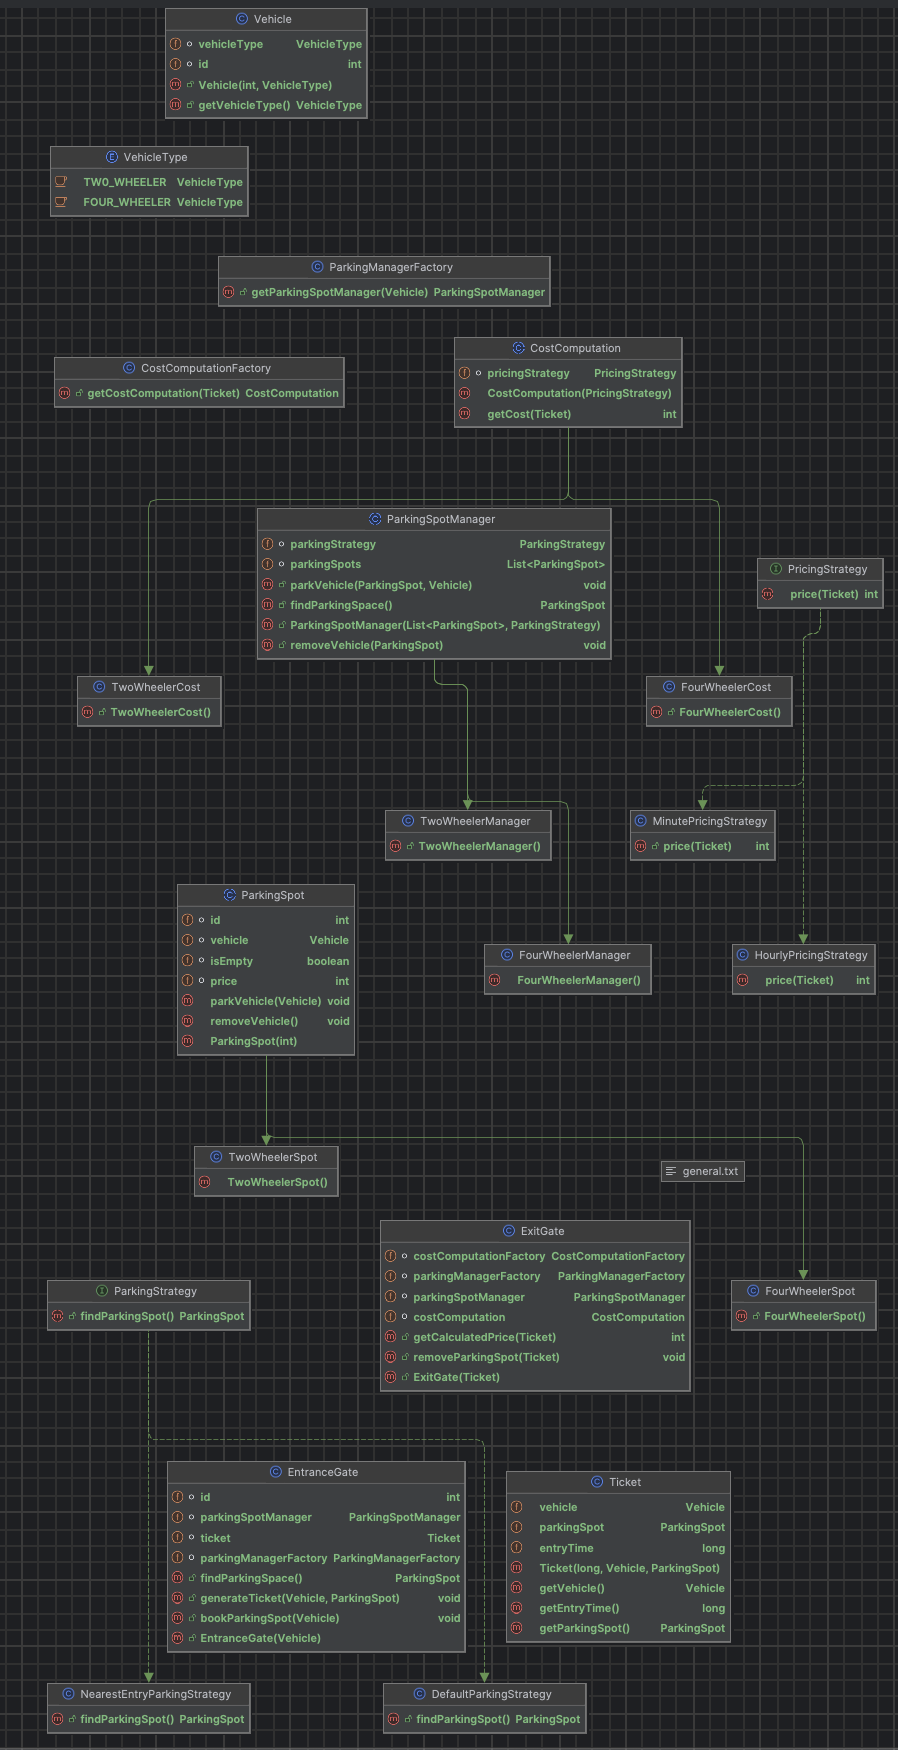 Vehicle
vehicleType VehicleType
id int
Vehicle(int, VehicleType)
getVehicleType() VehicleType
VehicleType
TWO_WHEELER VehicleType
FOUR_WHEELER VehicleType
ParkingManagerFactory
getParkingSpotManager(Vehicle) ParkingSpotManager
CostComputation
pricingStrategy PricingStrategy
CostComputation(PricingStrategy)
getCost(Ticket) int
CostComputationFactory
getCostComputation(Ticket) CostComputation
ParkingSpotManager
parkingStrategy ParkingStrategy
parkingSpots List<ParkingSpot>
parkVehicle(ParkingSpot, Vehicle) void
findParkingSpace() ParkingSpot
ParkingSpotManager(List<ParkingSpot>, ParkingStrategy)
removeVehicle(ParkingSpot) void
PricingStrategy
price(Ticket) int
TwoWheelerCost
TwoWheelerCost()
FourWheelerCost
FourWheelerCost()
TwoWheelerManager
TwoWheelerManager()
MinutePricingStrategy
price(Ticket) int
ParkingSpot
id int
vehicle Vehicle
isEmpty boolean
price int
parkVehicle(Vehicle) void
removeVehicle() void
ParkingSpot(int)
FourWheelerManager
FourWheelerManager()
HourlyPricingStrategy
price(Ticket) int
TwoWheelerSpot
TwoWheelerSpot()
general.txt
ExitGate
costComputationFactory CostComputationFactory
parkingManagerFactory ParkingManagerFactory
parkingSpotManager ParkingSpotManager
costComputation CostComputation
getCalculatedPrice(Ticket) int
removeParkingSpot(Ticket) void
ExitGate(Ticket)
ParkingStrategy
findParkingSpot() ParkingSpot
FourWheelerSpot
FourWheelerSpot()
EntranceGate
id int
parkingSpotManager ParkingSpotManager
ticket Ticket
parkingManagerFactory ParkingManagerFactory
findParkingSpace() ParkingSpot
generateTicket(Vehicle, ParkingSpot) void
bookParkingSpot(Vehicle) void
EntranceGate(Vehicle)
Ticket
vehicle Vehicle
parkingSpot ParkingSpot
entryTime long
Ticket(long, Vehicle, ParkingSpot)
getVehicle() Vehicle
getEntryTime() long
getParkingSpot() ParkingSpot
NearestEntryParkingStrategy
findParkingSpot() ParkingSpot
DefaultParkingStrategy
findParkingSpot() ParkingSpot